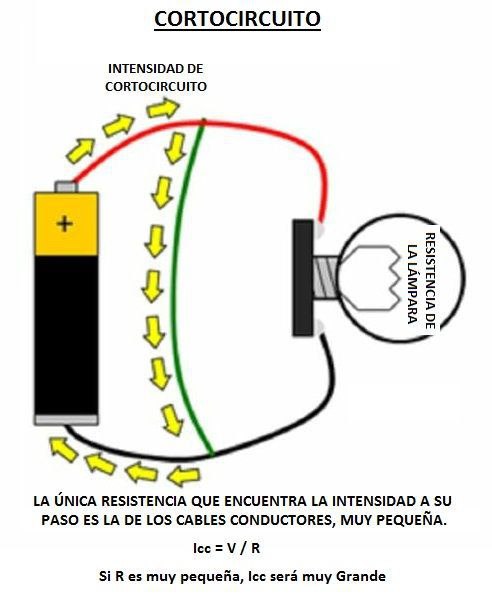 CORTOCIRCUITO
INTENSIDAD DE
CORTOCIRCUITO
+
RESISTENCIA DE
LA LÁMPARA
LA ÚNICA RESISTENCIA QUE ENCUENTRA LA INTENSIDAD A SU
PASO ES LA DE LOS CABLES CONDUCTORES, MUY PEQUEÑA.
Icc = V / R
Si R es muy pequeña, Icc será muy Grande